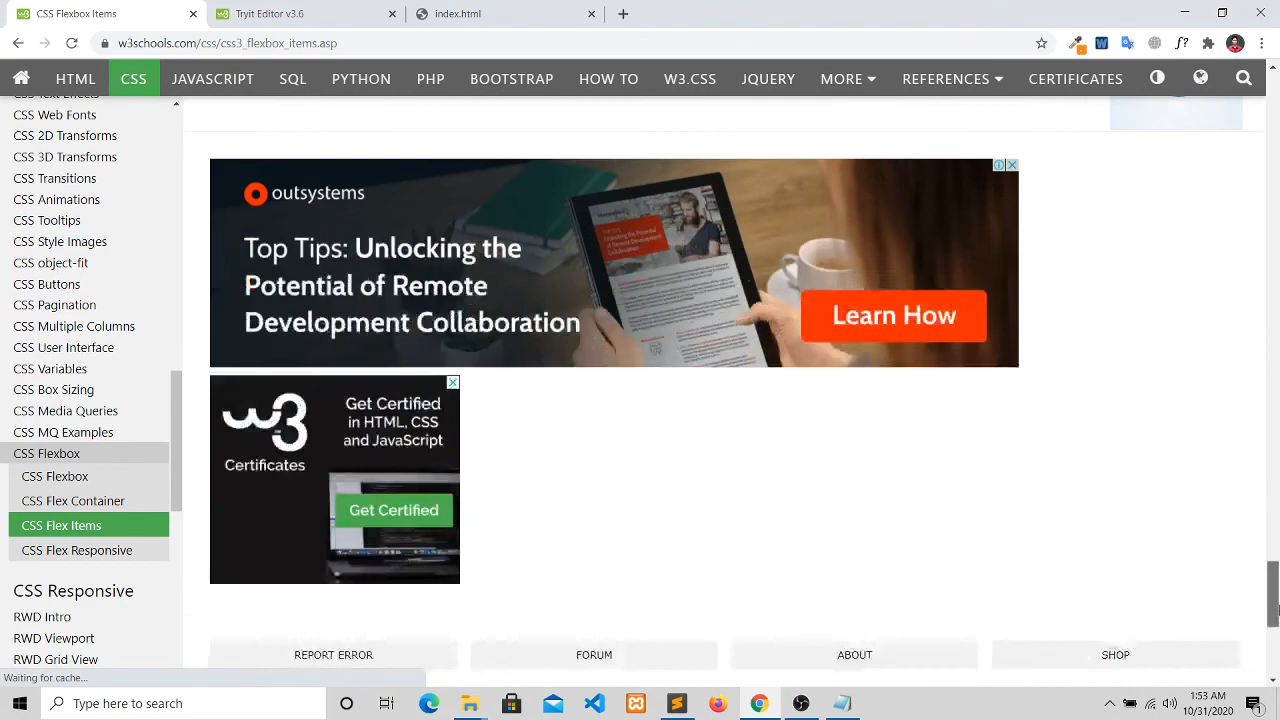 CSS Flexbox Items
Tryit Editor v3.6
index.html
w3schools.com/css/css3_flexbox_items.asp
HTML
CSS
JAVASCRIPT
SQL
PYTHON
PHP
BOOTSTRAP
HOW TO
W3.CSS
JQUERY
MORE
REFERENCES
CERTIFICATES
CSS Text Effects
CSS Web Fonts
CSS 2D Transforms
CSS 3D Transforms
CSS Transitions
CSS Animations
CSS Tooltips
CSS Style Images
CSS object-fit
CSS Buttons
CSS Pagination
CSS Multiple Columns
CSS User Interface
CSS Variables
CSS Box Sizing
CSS Media Queries
CSS MQ Examples
CSS Flexbox
CSS Flexbox
CSS Flex Container
CSS Flex Items
CSS Flex Responsive
CSS Responsive
RWD Intro
RWD Viewport
RWD Grid View
outsystems
Top Tips: Unlocking the
Potential of Remote
Development Collaboration
Learn How
w3
Certificates
Get Certified
in HTML, CSS
and JavaScript
Get Certified
REPORT ERROR
FORUM
ABOUT
SHOP
Waiting for cache...
Type here to search
1:53 AM
10/31/2020